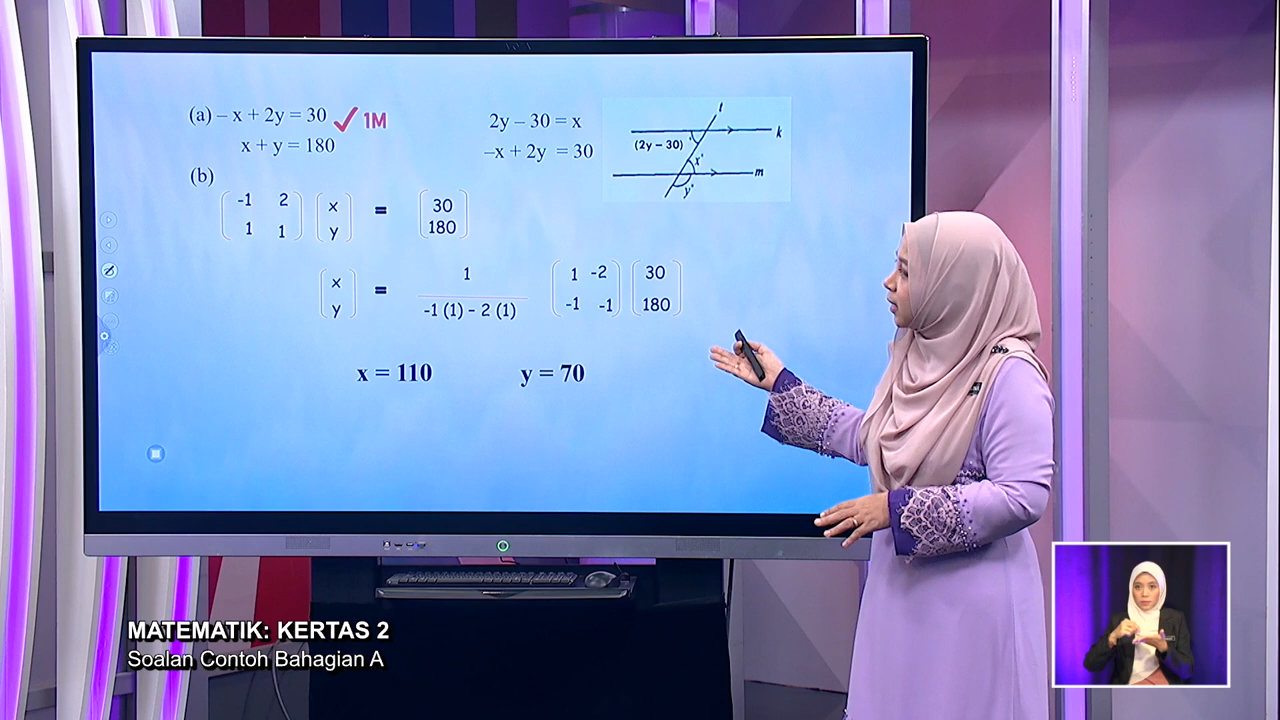 (a) – x + 2y = 30 ✓ 1M
x + y = 180
2y – 30 = x
–x + 2y = 30
t
k
(2y – 30)°
x°
m
y°
(b)
-1 2
1 1
x
y
=
30
180
x
y
=
1
-1 (1) - 2 (1)
1 -2
-1 -1
30
180
x = 110 y = 70
MATEMATIK: KERTAS 2
Soalan Contoh Bahagian A